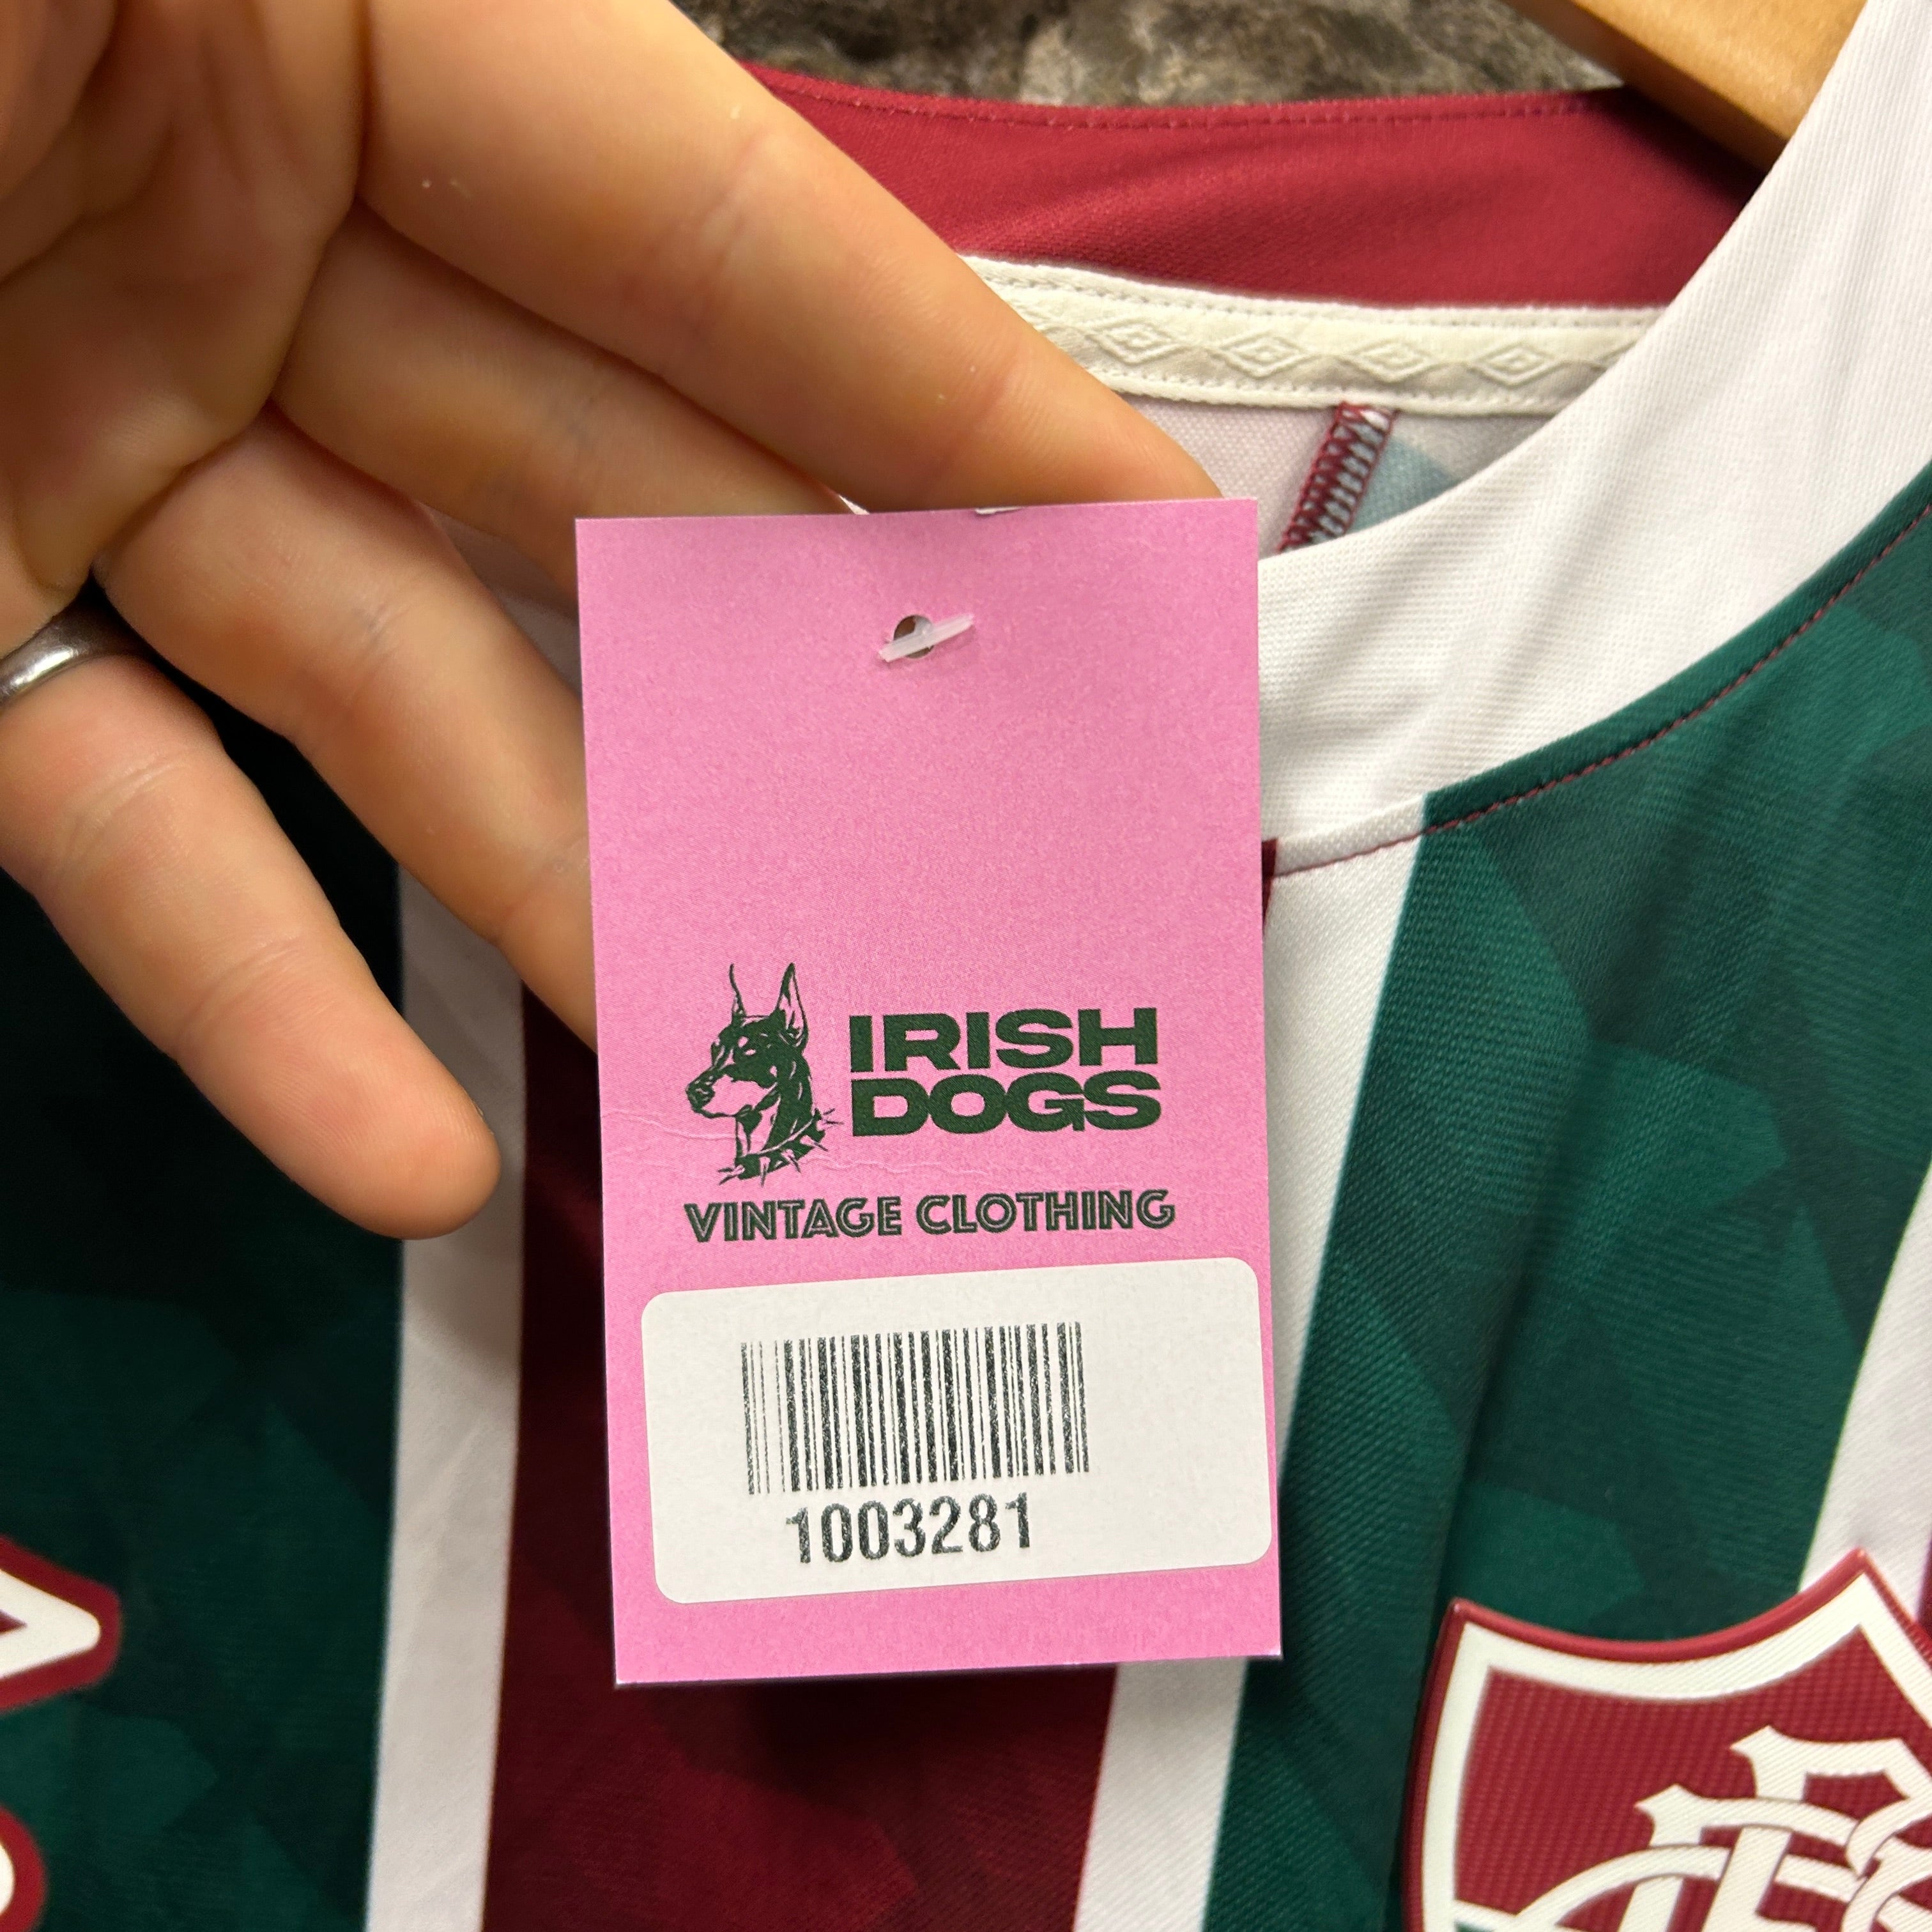 IRISH
DOGS
VINTAGE CLOTHING
1003281